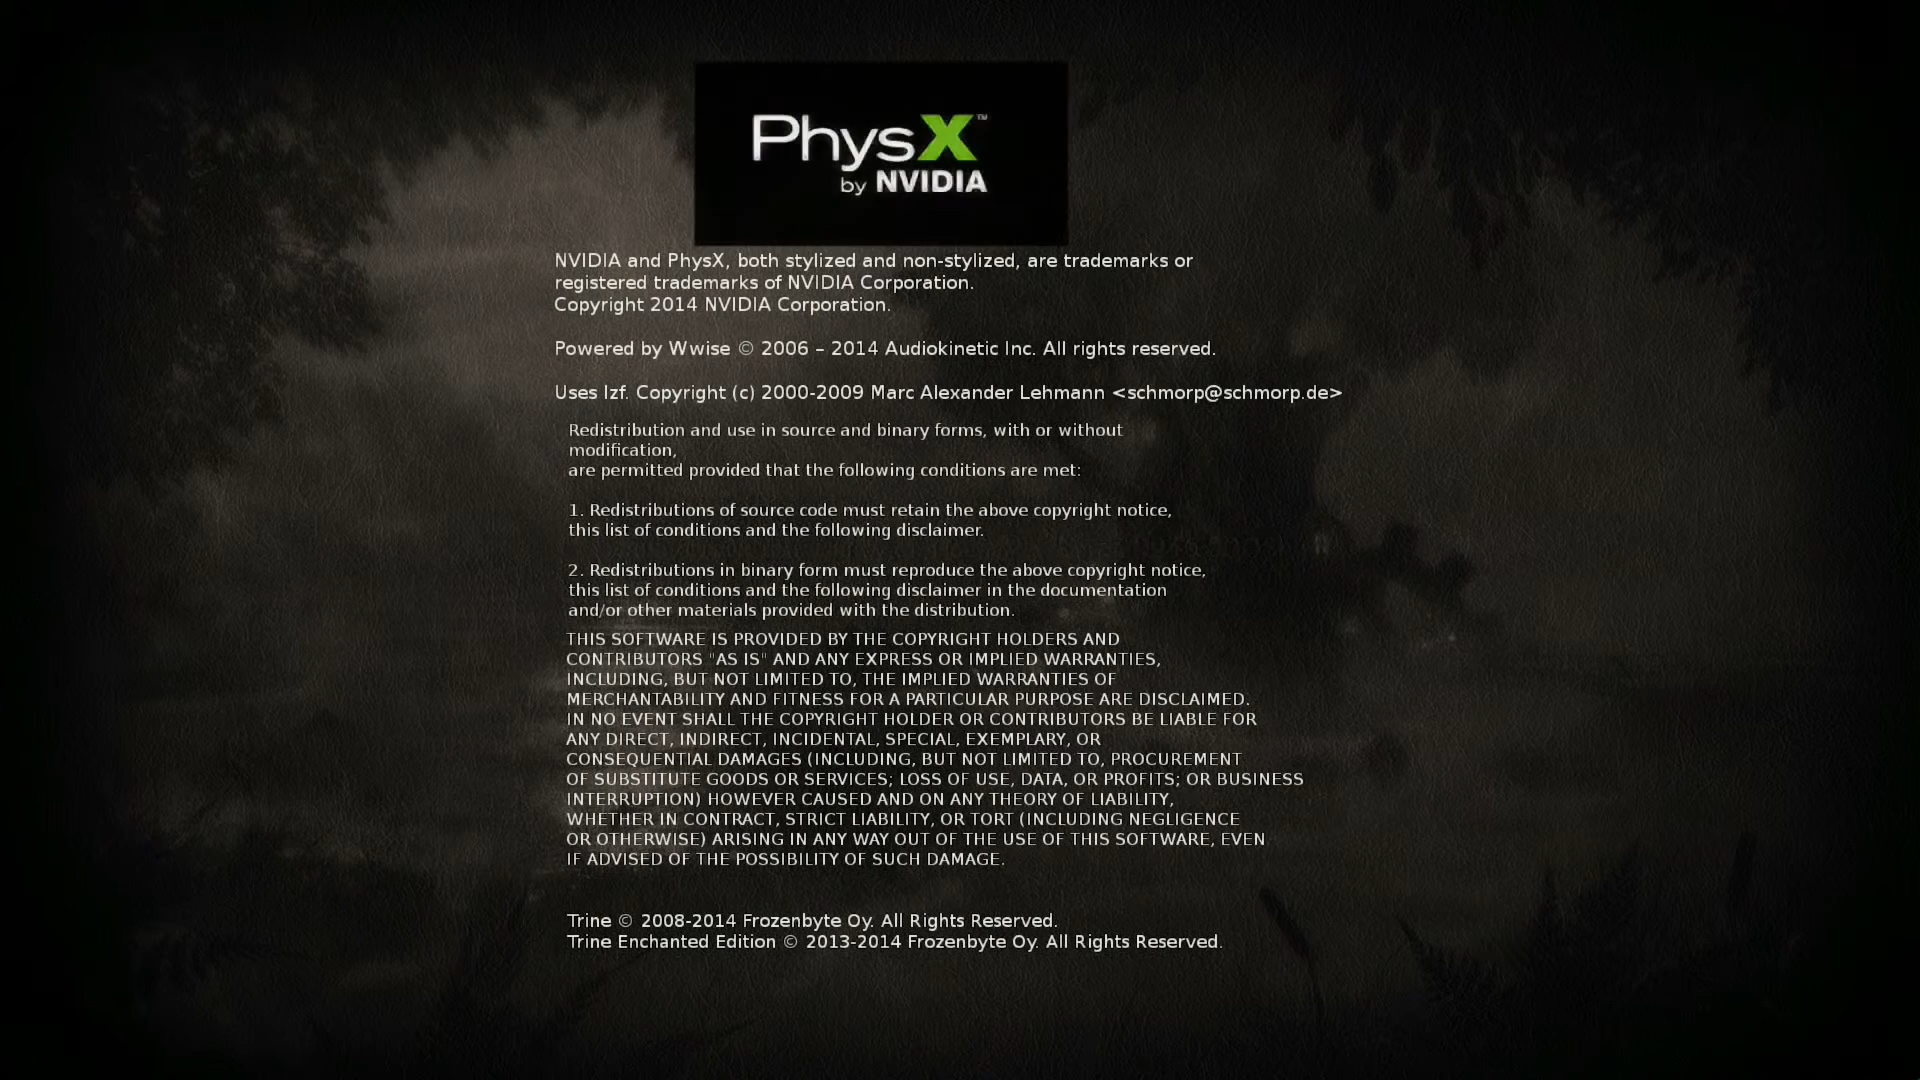 PhysX™
by NVIDIA
NVIDIA and PhysX, both stylized and non-stylized, are trademarks or
registered trademarks of NVIDIA Corporation.
Copyright 2014 NVIDIA Corporation.
Powered by Wwise © 2006 – 2014 Audiokinetic Inc. All rights reserved.
Uses lzf. Copyright (c) 2000-2009 Marc Alexander Lehmann <schmorp@schmorp.de>
Redistribution and use in source and binary forms, with or without
modification,
are permitted provided that the following conditions are met:
1. Redistributions of source code must retain the above copyright notice,
this list of conditions and the following disclaimer.
2. Redistributions in binary form must reproduce the above copyright notice,
this list of conditions and the following disclaimer in the documentation
and/or other materials provided with the distribution.
THIS SOFTWARE IS PROVIDED BY THE COPYRIGHT HOLDERS AND
CONTRIBUTORS "AS IS" AND ANY EXPRESS OR IMPLIED WARRANTIES,
INCLUDING, BUT NOT LIMITED TO, THE IMPLIED WARRANTIES OF
MERCHANTABILITY AND FITNESS FOR A PARTICULAR PURPOSE ARE DISCLAIMED.
IN NO EVENT SHALL THE COPYRIGHT HOLDER OR CONTRIBUTORS BE LIABLE FOR
ANY DIRECT, INDIRECT, INCIDENTAL, SPECIAL, EXEMPLARY, OR
CONSEQUENTIAL DAMAGES (INCLUDING, BUT NOT LIMITED TO, PROCUREMENT
OF SUBSTITUTE GOODS OR SERVICES; LOSS OF USE, DATA, OR PROFITS; OR BUSINESS
INTERRUPTION) HOWEVER CAUSED AND ON ANY THEORY OF LIABILITY,
WHETHER IN CONTRACT, STRICT LIABILITY, OR TORT (INCLUDING NEGLIGENCE
OR OTHERWISE) ARISING IN ANY WAY OUT OF THE USE OF THIS SOFTWARE, EVEN
IF ADVISED OF THE POSSIBILITY OF SUCH DAMAGE.
Trine © 2008-2014 Frozenbyte Oy. All Rights Reserved.
Trine Enchanted Edition © 2013-2014 Frozenbyte Oy. All Rights Reserved.